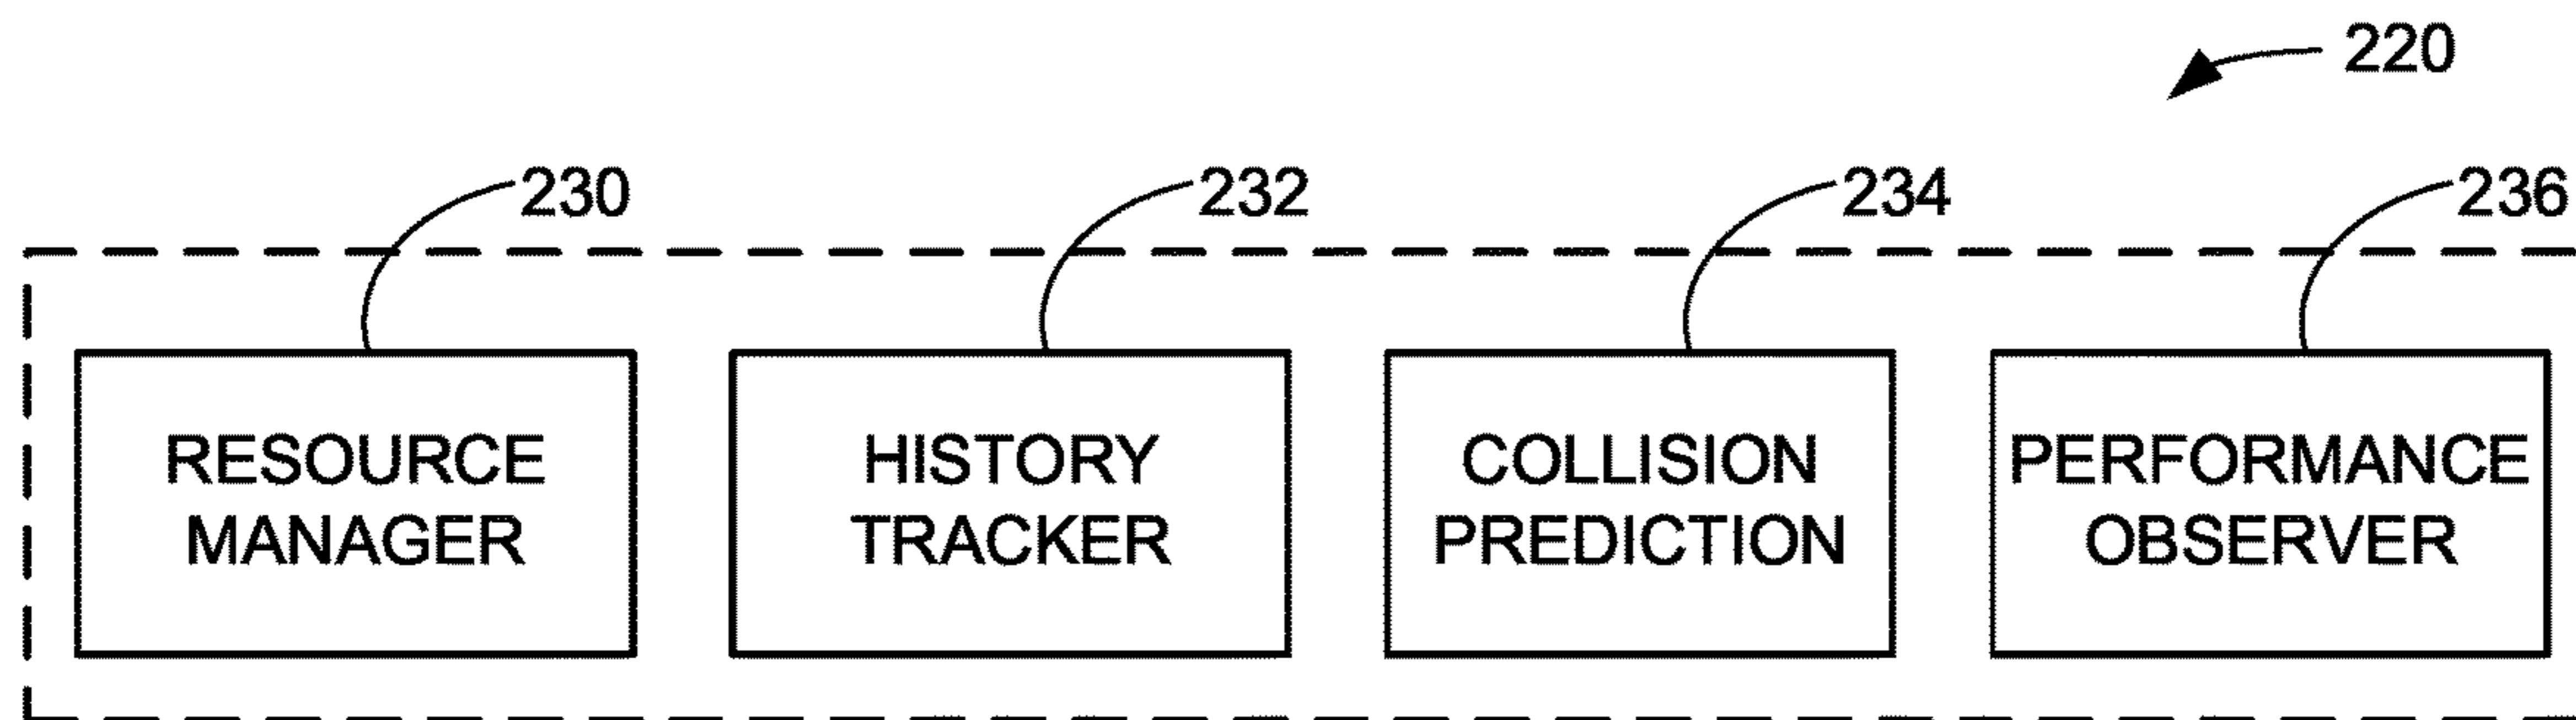 220
230
232
234
236
RESOURCE
MANAGER
HISTORY
TRACKER
COLLISION
PREDICTION
PERFORMANCE
OBSERVER